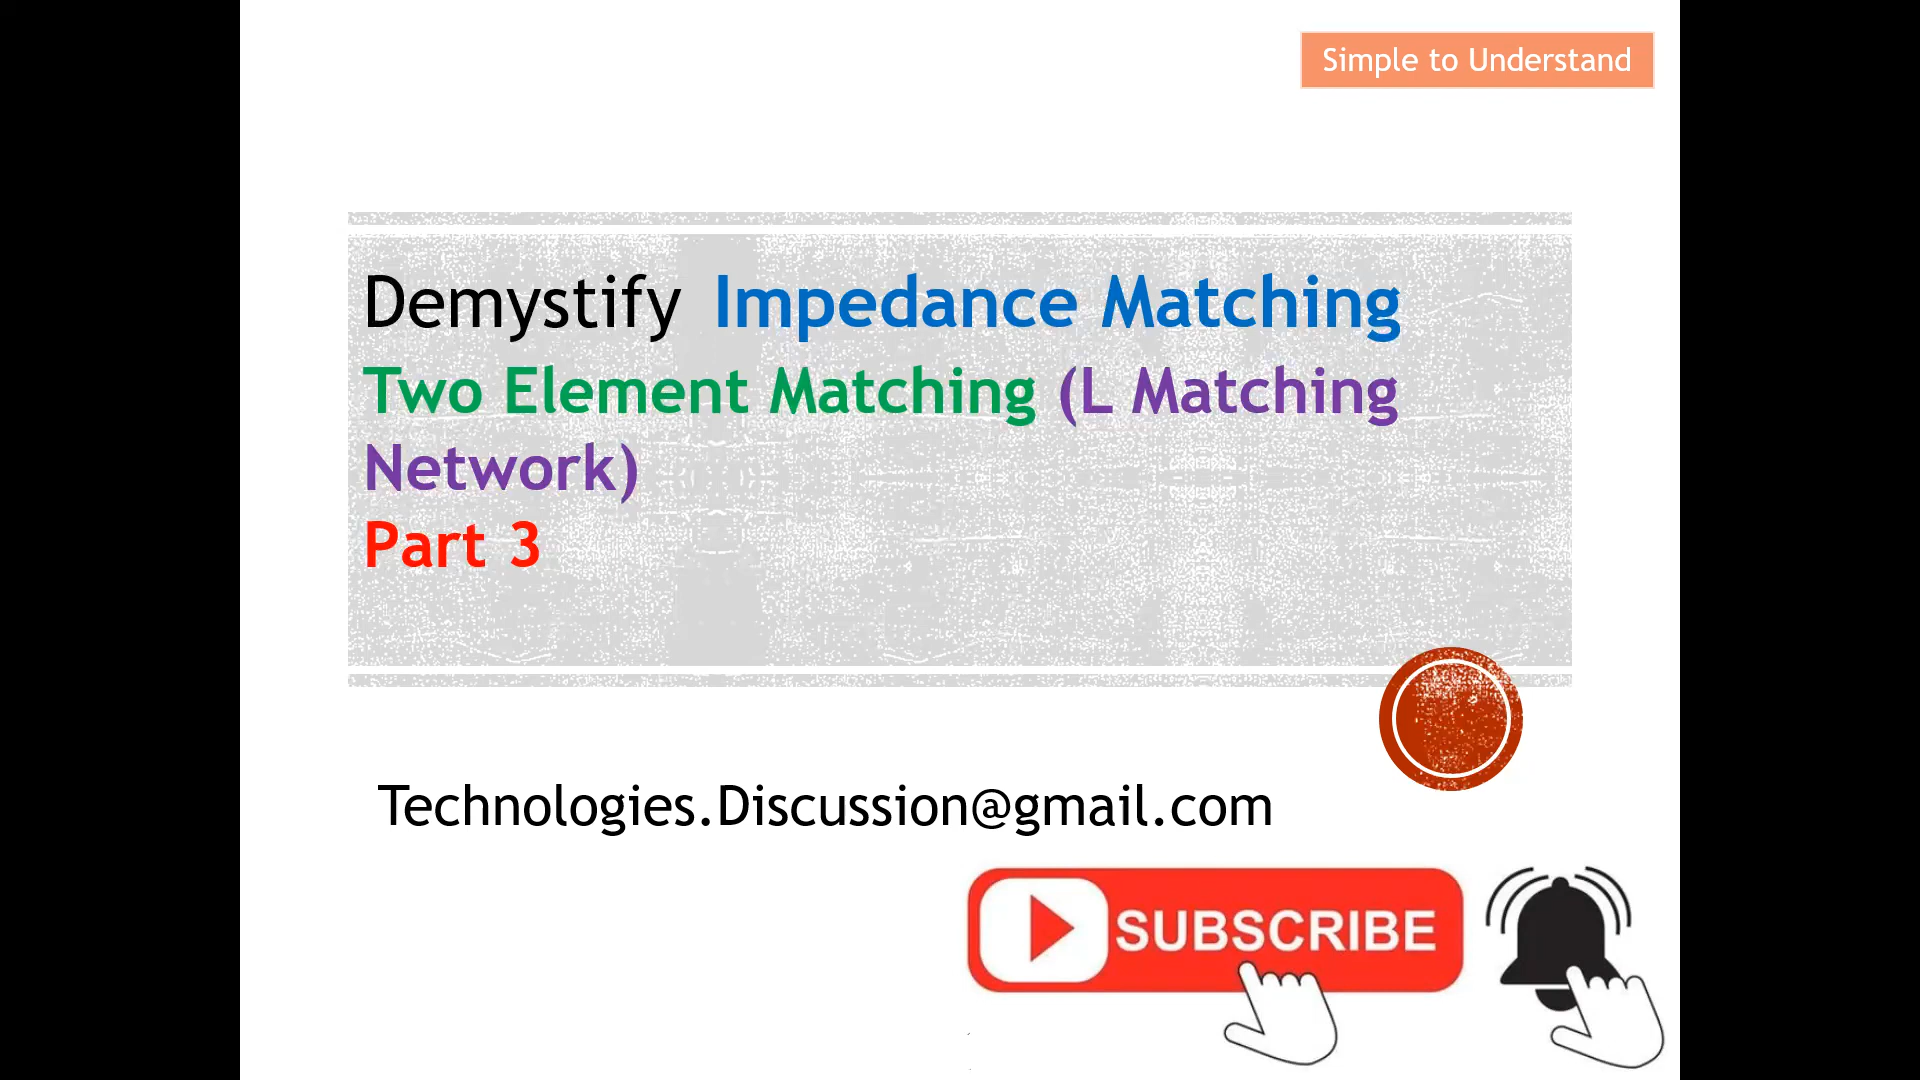 Simple to Understand
Demystify Impedance Matching
Two Element Matching (L Matching
Network)
Part 3
Technologies.Discussion@gmail.com
SUBSCRIBE